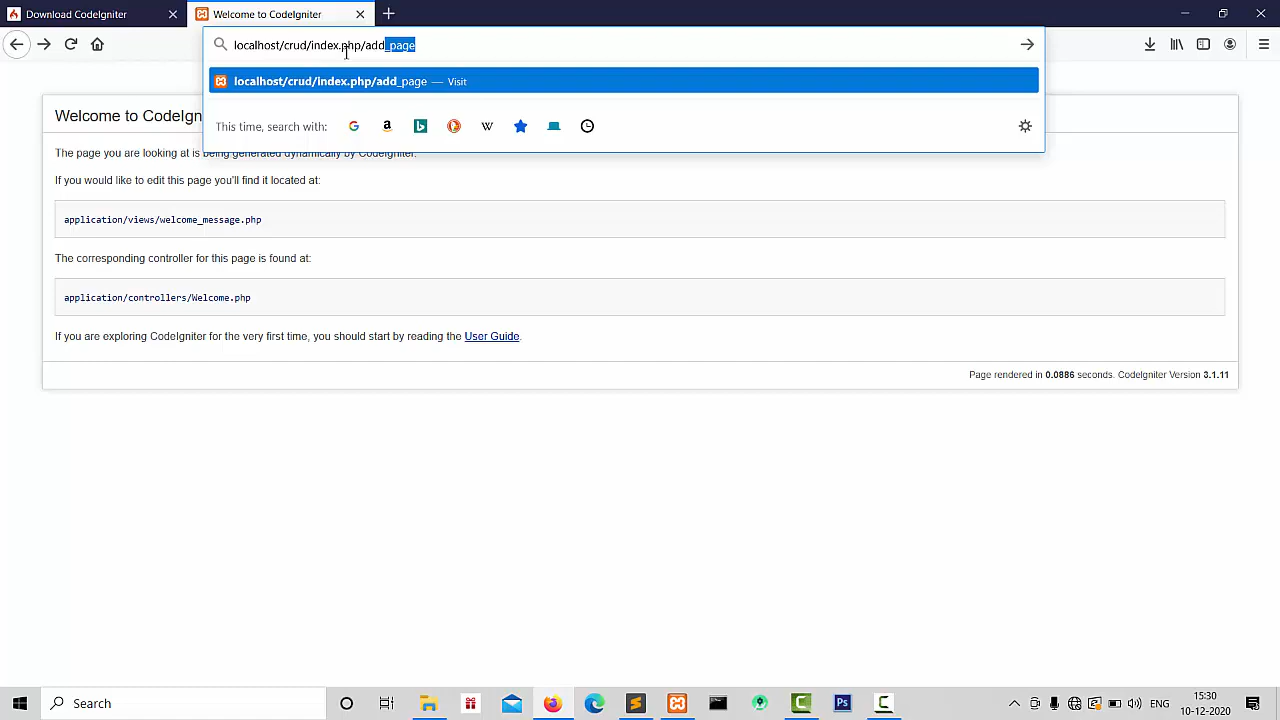 Download CodeIgniter
Welcome to CodeIgniter
localhost/crud/index.php/add_page
localhost/crud/index.php/add_page — Visit
This time, search with:
Welcome to CodeIgn
The page you are looking at is being generated dynamically by CodeIgniter.
If you would like to edit this page you'll find it located at:
application/views/welcome_message.php
The corresponding controller for this page is found at:
application/controllers/Welcome.php
If you are exploring CodeIgniter for the very first time, you should start by reading the User Guide.
Page rendered in 0.0886 seconds. CodeIgniter Version 3.1.11
Search
Ps
ENG
15:30
10-12-2020